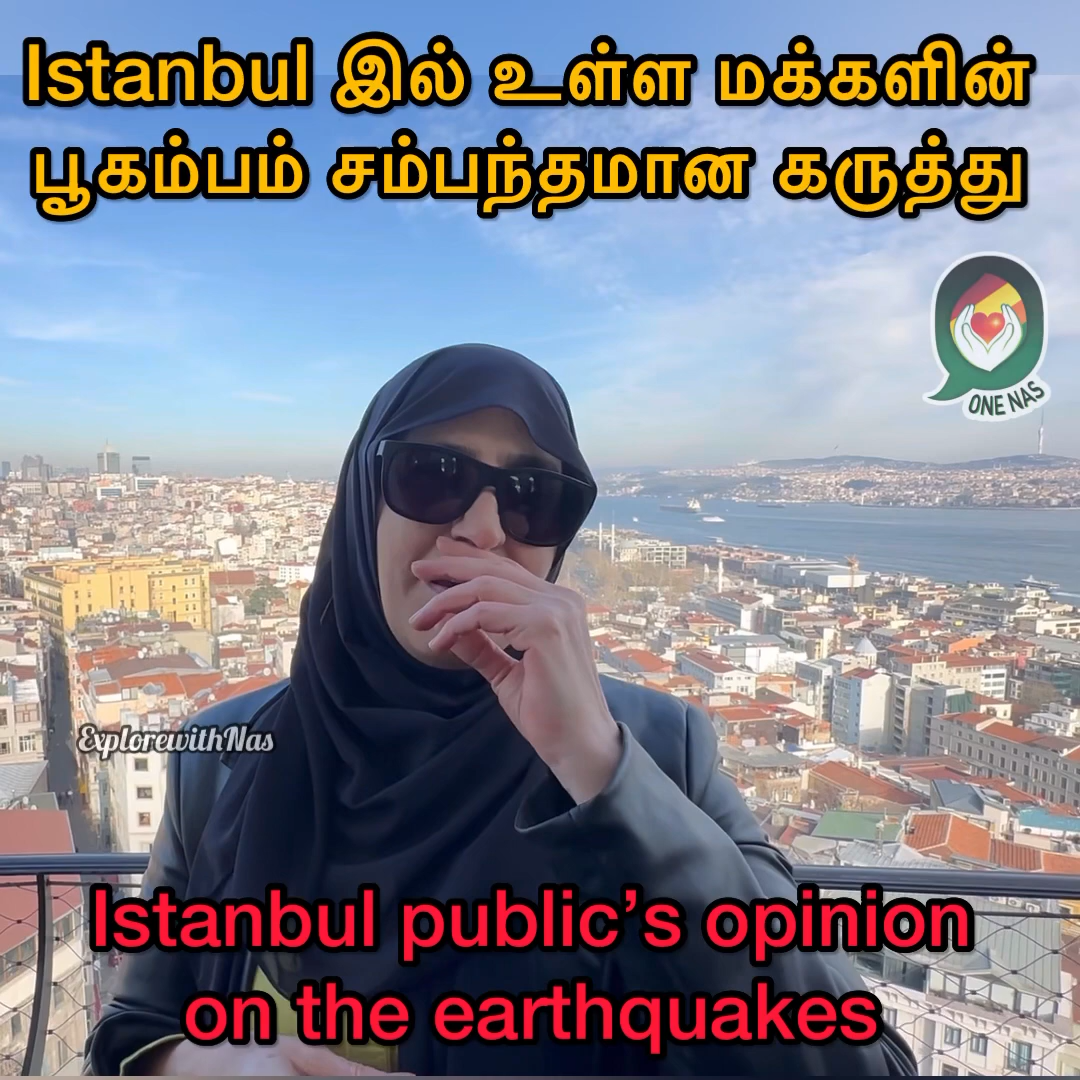 Istanbul இல் உள்ள மக்களின்
பூகம்பம் சம்பந்தமான கருத்து
ONE NAS
ExplorewithNas
Istanbul public’s opinion
on the earthquakes